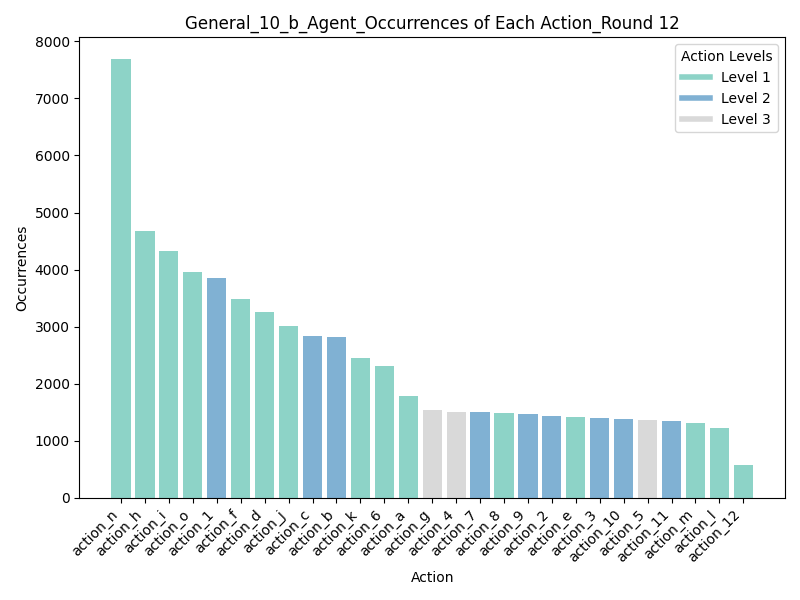 General_10_b_Agent_Occurrences of Each Action_Round 12
Action Levels
Level 1
Level 2
Level 3
Occurrences
8000
7000
6000
5000
4000
3000
2000
1000
0
action_n
action_h
action_i
action_o
action_1
action_f
action_d
action_j
action_c
action_b
action_k
action_6
action_a
action_g
action_4
action_7
action_8
action_9
action_2
action_e
action_3
action_10
action_5
action_11
action_m
action_l
action_12
Action